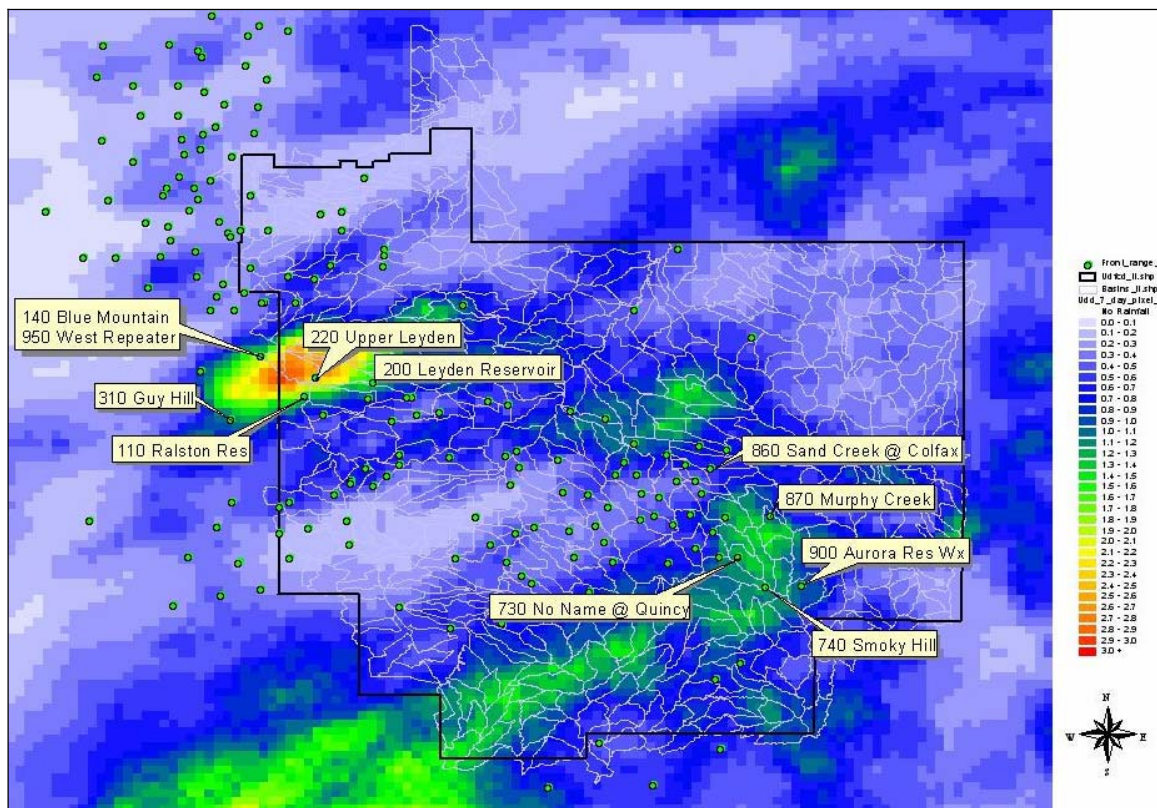 140 Blue Mountain
950 West Repeater
220 Upper Leyden
200 Leyden Reservoir
310 Guy Hill
110 Ralston Res
860 Sand Creek @ Colfax
870 Murphy Creek
900 Aurora Res Wx
730 No Name @ Quincy
740 Smoky Hill
Front_range_
Udfcd_ll.shp
Basins_ll.shp
Udd_7_day_pixel_
No Rainfall
0.0 - 0.1
0.1 - 0.2
0.2 - 0.3
0.3 - 0.4
0.4 - 0.5
0.5 - 0.6
0.6 - 0.7
0.7 - 0.8
0.8 - 0.9
0.9 - 1.0
1.0 - 1.1
1.1 - 1.2
1.2 - 1.3
1.3 - 1.4
1.4 - 1.5
1.5 - 1.6
1.6 - 1.7
1.7 - 1.8
1.8 - 1.9
1.9 - 2.0
2.0 - 2.1
2.1 - 2.2
2.2 - 2.3
2.3 - 2.4
2.4 - 2.5
2.5 - 2.6
2.6 - 2.7
2.7 - 2.8
2.8 - 2.9
2.9 - 3.0
3.0 +
N
W E
S